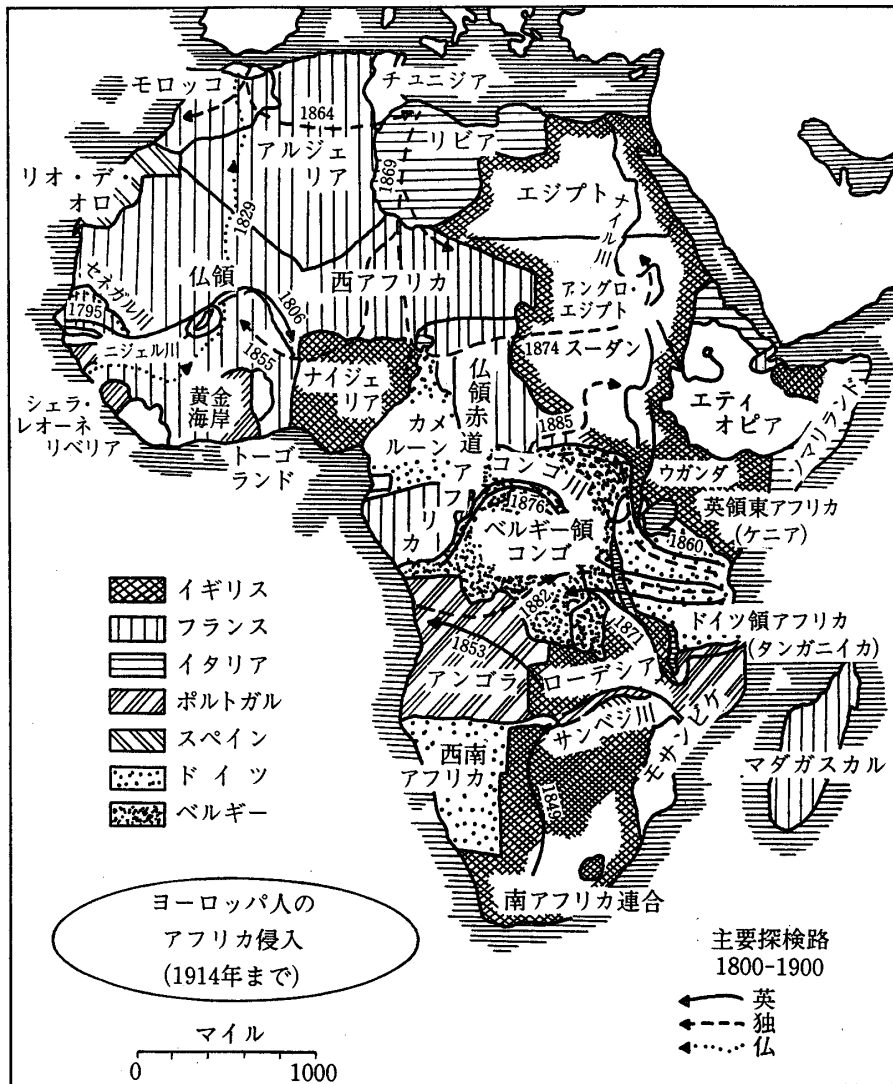 モロッコ
チュニジア
1864
アルジェ
リア
リビア
1869
リオ・デ・
オロ
1829
エジプト
ナイル川
仏領
西アフリカ
セネガル川
1795
1806
アングロ・
エジプト
1874 スーダン
ニジェル川
1855
ナイジェ
リア
仏領赤道
アフリカ
シェラ・
レオーネ
リベリア
黄金
海岸
トーゴ
ランド
カメ
ルーン
1885
エティ
オピア
ソマリランド
コンゴ川
ウガンダ
1876
ベルギー領
コンゴ
英領東アフリカ
(ケニア)
1860
1882
1871
ドイツ領アフリカ
(タンガニイカ)
1853
アンゴラ
ローデシア
サンベジ川
モサンビケ
西南
アフリカ
1849
マダガスカル
南アフリカ連合
イギリス
フランス
イタリア
ポルトガル
スペイン
ドイツ
ベルギー
ヨーロッパ人の
アフリカ侵入
(1914年まで)
マイル
0 1000
主要探検路
1800-1900
英
独
仏